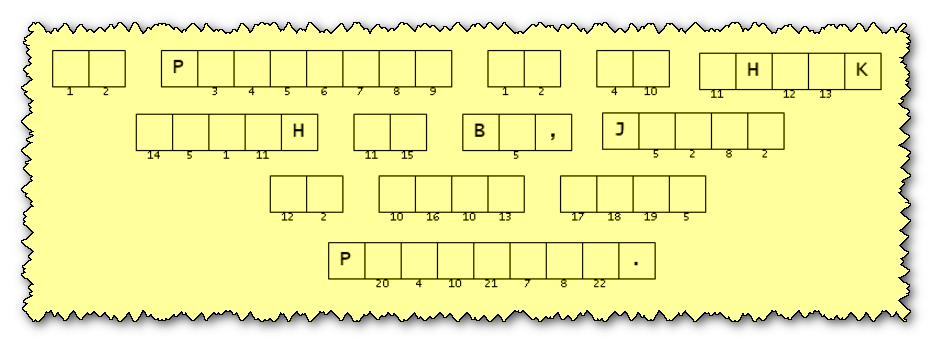 P
1 2 3 4 5 6 7 8 9 1 2 4 10
H K
11 12 13
H B , J
14 5 1 11 11 15 5 5 2 8 2
12 2 10 16 10 13 17 18 19 5
P .
20 4 10 21 7 8 22